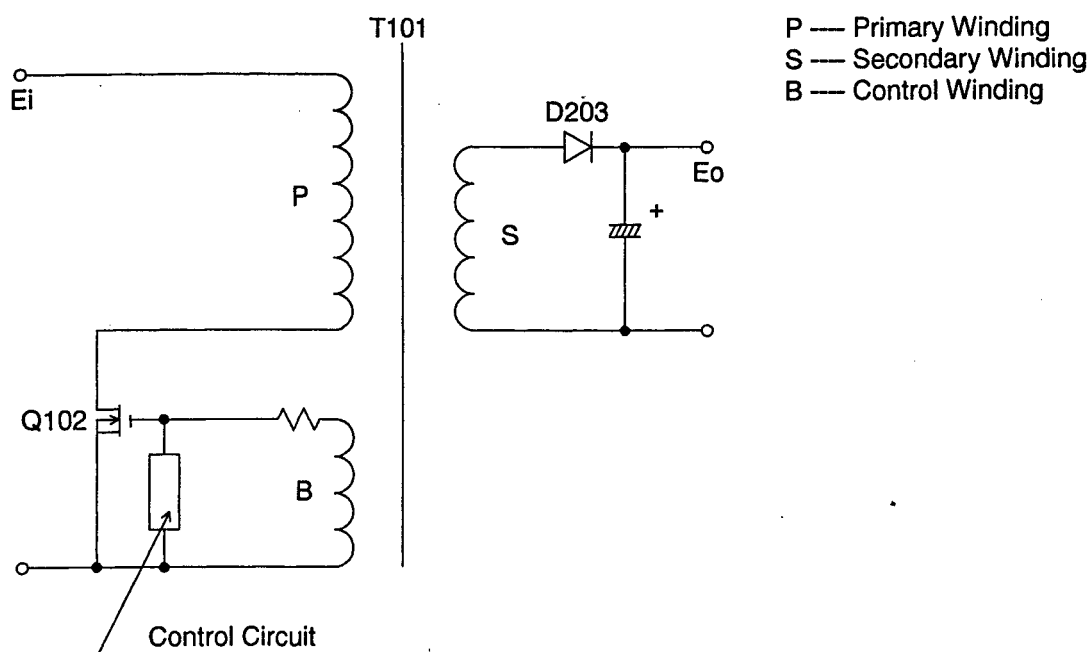 T101
P ---- Primary Winding
S ---- Secondary Winding
B ---- Control Winding
Ei
D203
P
Eo
+
S
Q102
B
Control Circuit